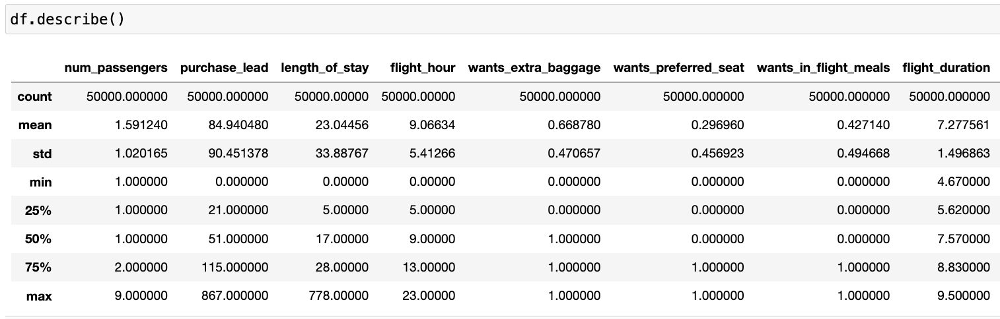 df.describe()
num_passengers purchase_lead length_of_stay flight_hour wants_extra_baggage wants_preferred_seat wants_in_flight_meals flight_duration
count 50000.000000 50000.000000 50000.00000 50000.00000 50000.000000 50000.000000 50000.000000 50000.000000
mean 1.591240 84.940480 23.04456 9.06634 0.668780 0.296960 0.427140 7.277561
std 1.020165 90.451378 33.88767 5.41266 0.470657 0.456923 0.494668 1.496863
min 1.000000 0.000000 0.00000 0.00000 0.000000 0.000000 0.000000 4.670000
25% 1.000000 21.000000 5.00000 5.00000 0.000000 0.000000 0.000000 5.620000
50% 1.000000 51.000000 17.00000 9.00000 1.000000 0.000000 0.000000 7.570000
75% 2.000000 115.000000 28.00000 13.00000 1.000000 1.000000 1.000000 8.830000
max 9.000000 867.000000 778.00000 23.00000 1.000000 1.000000 1.000000 9.500000